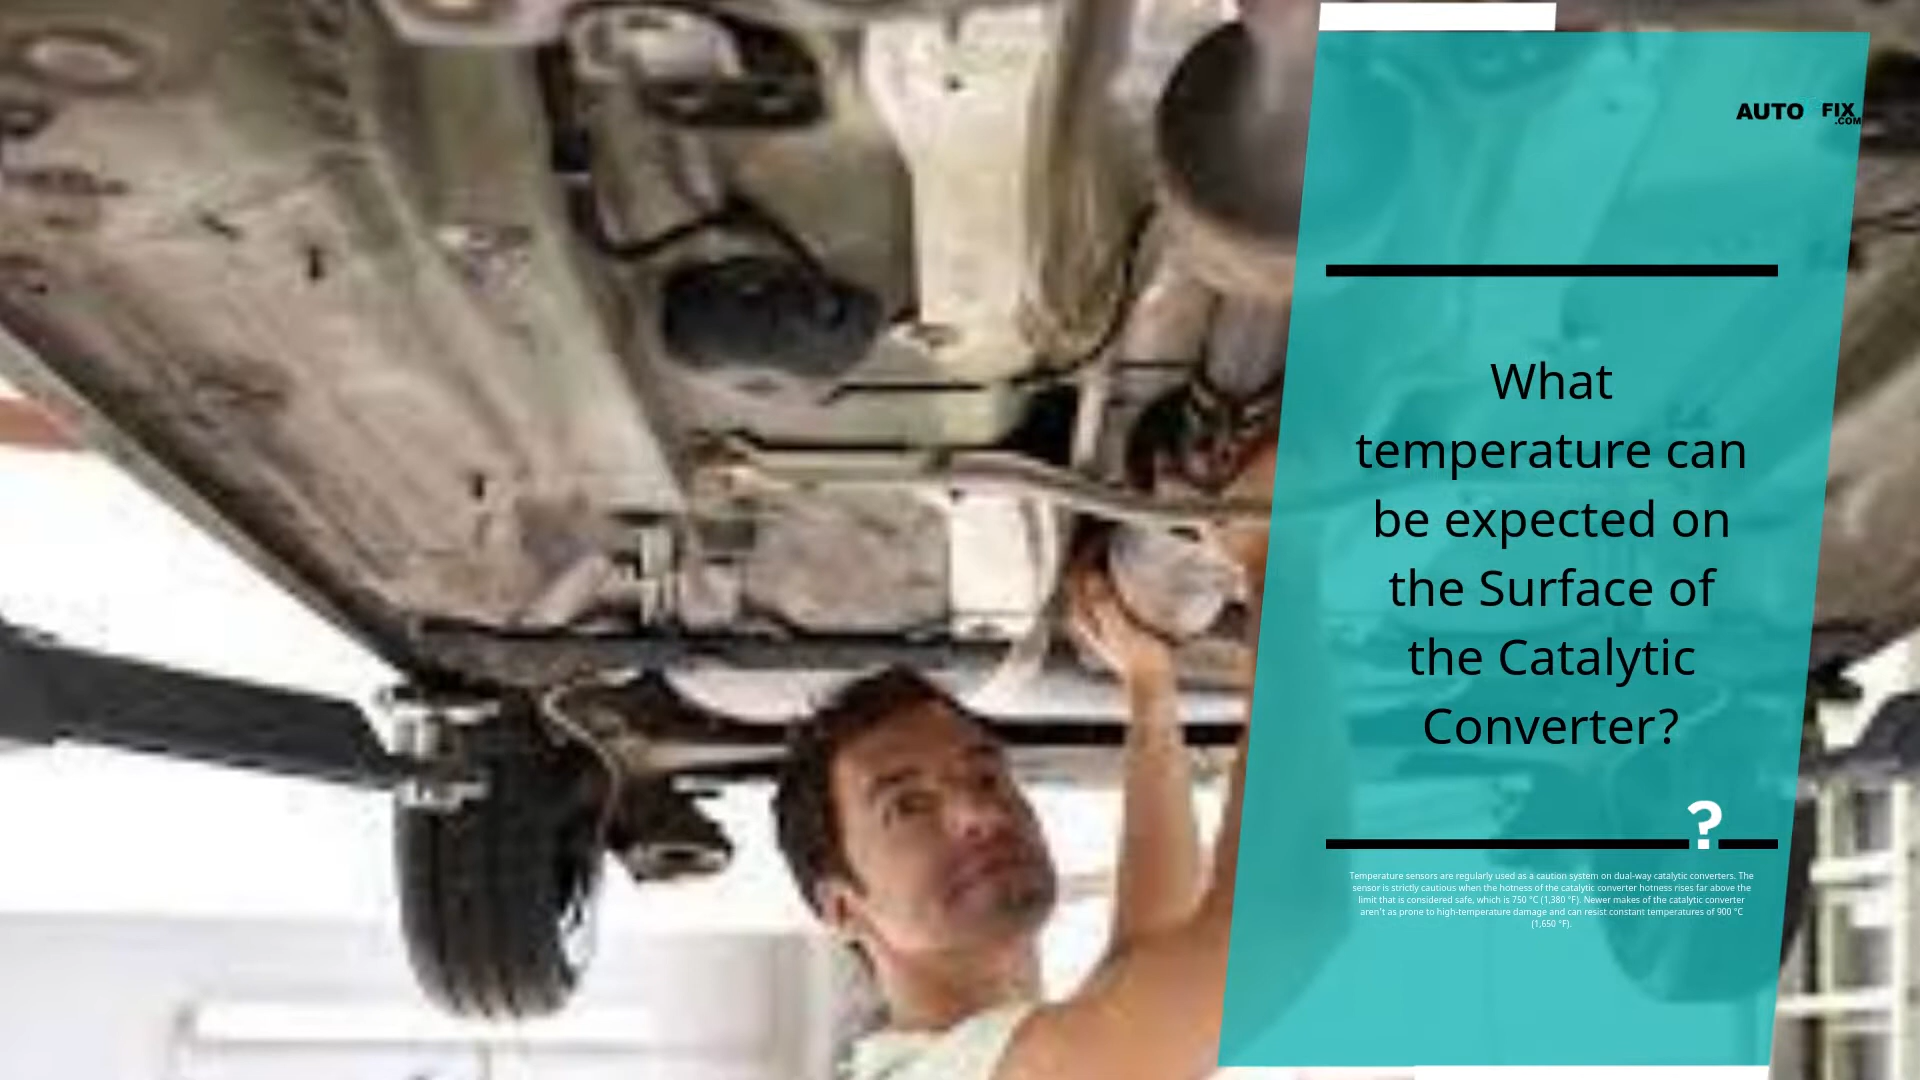 AUTO FIX
.COM
What
temperature can
be expected on
the Surface of
the Catalytic
Converter?
?
Temperature sensors are regularly used as a caution system on dual-way catalytic converters. The
sensor is strictly cautious when the hotness of the catalytic converter hotness rises far above the
limit that is considered safe, which is 750 °C (1,380 °F). Newer makes of the catalytic converter
aren't as prone to high-temperature damage and can resist constant temperatures of 900 °C
(1,650 °F).